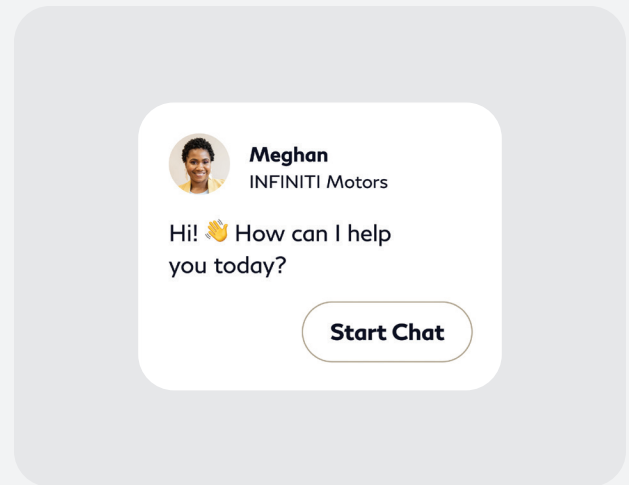 Meghan
INFINITI Motors
Hi! 👋 How can I help
you today?
Start Chat